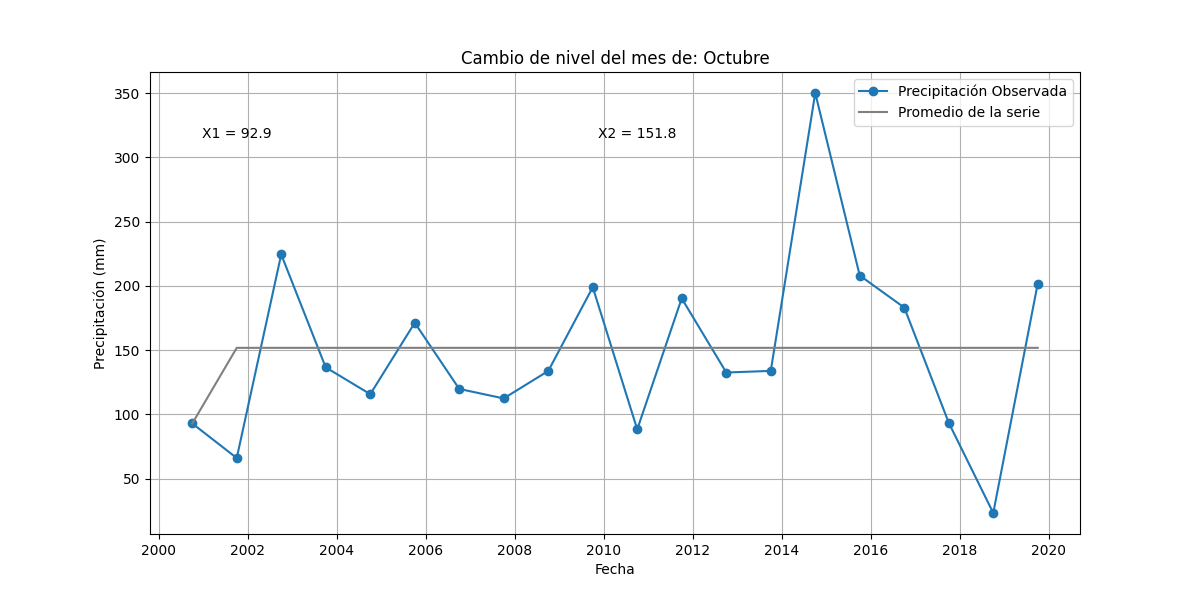 Cambio de nivel del mes de: Octubre
Precipitación Observada
Promedio de la serie
X1 = 92.9
X2 = 151.8
Precipitación (mm)
350
300
250
200
150
100
50
2000 2002 2004 2006 2008 2010 2012 2014 2016 2018 2020
Fecha